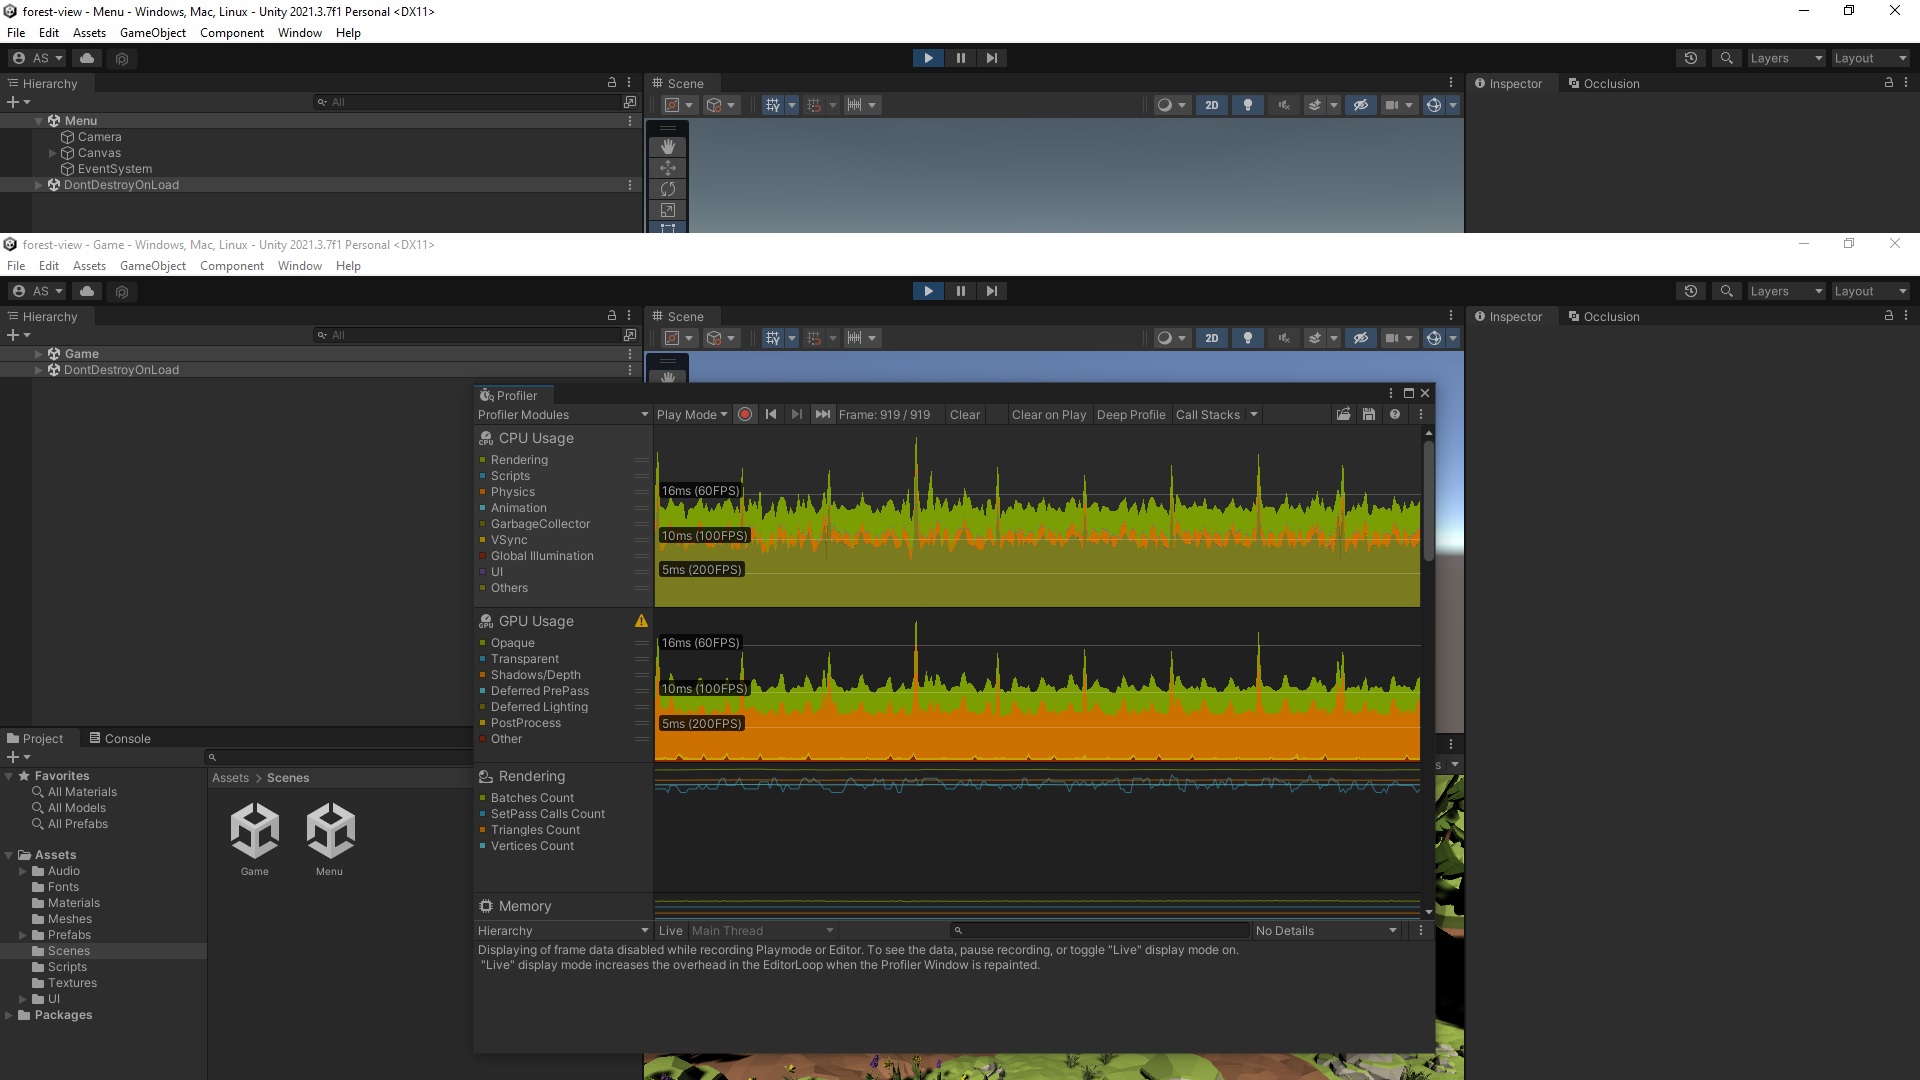 forest-view - Menu - Windows, Mac, Linux - Unity 2021.3.7f1 Personal <DX11>
File Edit Assets GameObject Component Window Help
AS Layers Layout
Hierarchy Scene Inspector Occlusion
All 2D
Menu
Camera
Canvas
EventSystem
DontDestroyOnLoad
forest-view - Game - Windows, Mac, Linux - Unity 2021.3.7f1 Personal <DX11>
File Edit Assets GameObject Component Window Help
AS Layers Layout
Hierarchy Scene Inspector Occlusion
All 2D
Game
DontDestroyOnLoad
Profiler
Profiler Modules Play Mode Frame: 919 / 919 Clear Clear on Play Deep Profile Call Stacks
CPU Usage
Rendering
Scripts
Physics
Animation
GarbageCollector
VSync
Global Illumination
UI
Others
16ms (60FPS)
10ms (100FPS)
5ms (200FPS)
GPU Usage
Opaque
Transparent
Shadows/Depth
Deferred PrePass
Deferred Lighting
PostProcess
Other
16ms (60FPS)
10ms (100FPS)
5ms (200FPS)
Rendering
Batches Count
SetPass Calls Count
Triangles Count
Vertices Count
Memory
Hierarchy Live Main Thread No Details
Displaying of frame data disabled while recording Playmode or Editor. To see the data, pause recording, or toggle "Live" display mode on.
"Live" display mode increases the overhead in the EditorLoop when the Profiler Window is repainted.
Project Console
Favorites
All Materials
All Models
All Prefabs
Assets
Audio
Fonts
Materials
Meshes
Prefabs
Scenes
Scripts
Textures
UI
Packages
Assets > Scenes
Game Menu
s